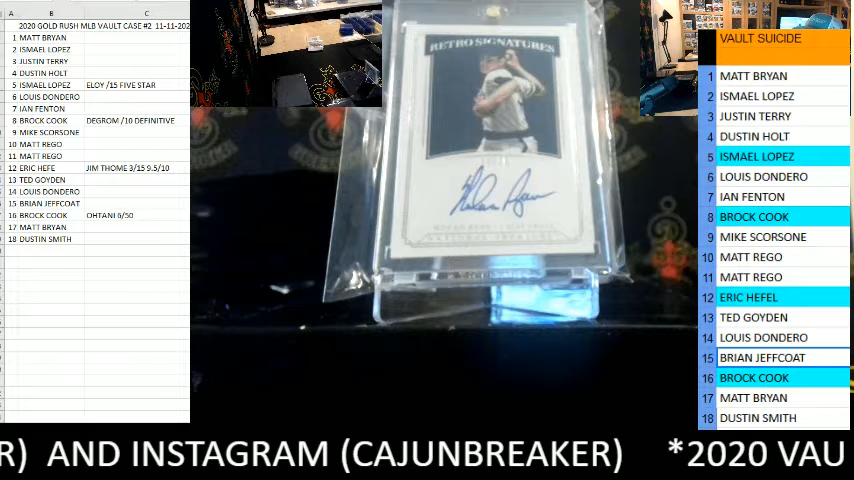 A B C
2020 GOLD RUSH MLB VAULT CASE #2 11-11-202
1 MATT BRYAN
2 ISMAEL LOPEZ
3 JUSTIN TERRY
4 DUSTIN HOLT
5 ISMAEL LOPEZ ELOY /15 FIVE STAR
6 LOUIS DONDERO
7 IAN FENTON
8 BROCK COOK DEGROM /10 DEFINITIVE
9 MIKE SCORSONE
10 MATT REGO
11 MATT REGO
12 ERIC HEFE JIM THOME 3/15 9.5/10
13 TED GOYDEN
14 LOUIS DONDERO
15 BRIAN JEFFCOAT
16 BROCK COOK OHTANI 6/50
17 MATT BRYAN
18 DUSTIN SMITH
RETRO SIGNATURES
Nolan Ryan
VAULT SUICIDE
1 MATT BRYAN
2 ISMAEL LOPEZ
3 JUSTIN TERRY
4 DUSTIN HOLT
5 ISMAEL LOPEZ
6 LOUIS DONDERO
7 IAN FENTON
8 BROCK COOK
9 MIKE SCORSONE
10 MATT REGO
11 MATT REGO
12 ERIC HEFEL
13 TED GOYDEN
14 LOUIS DONDERO
15 BRIAN JEFFCOAT
16 BROCK COOK
17 MATT BRYAN
18 DUSTIN SMITH
R) AND INSTAGRAM (CAJUNBREAKER) *2020 VAU